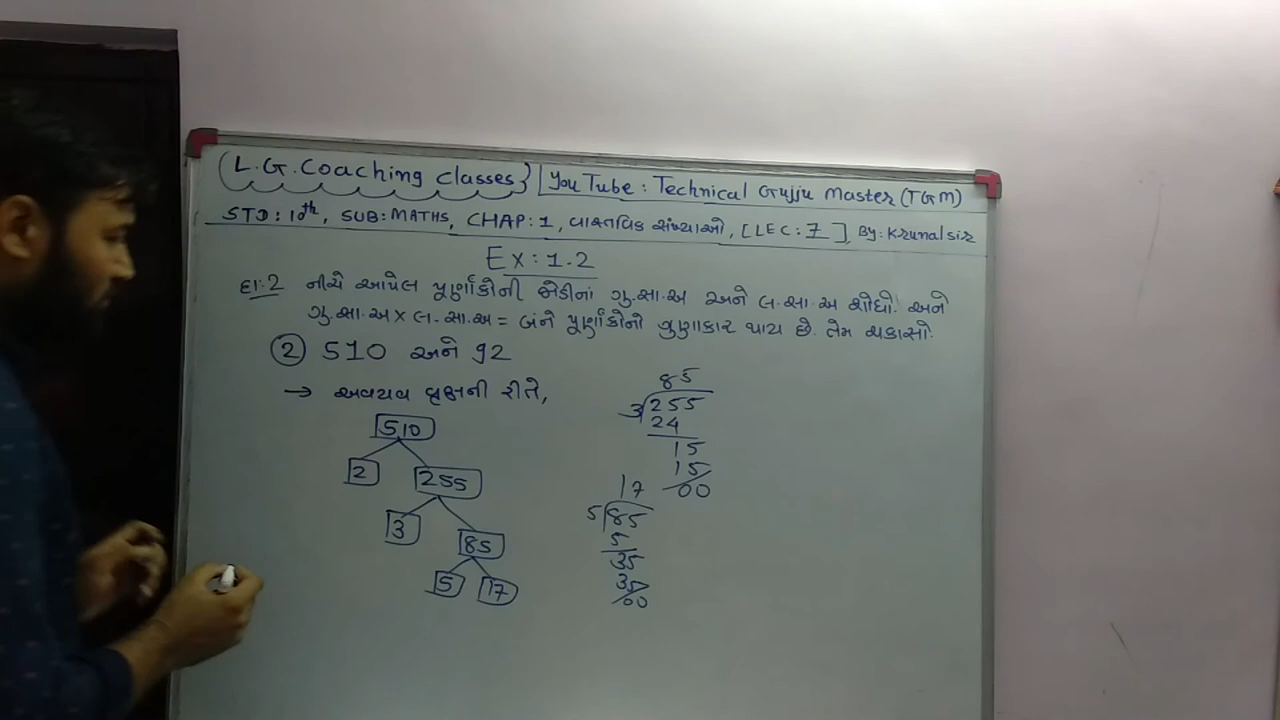 L.G. Coaching classes | YouTube : Technical Gujju Master (TGM)
STD : 10th, SUB: MATHS, CHAP : 1, વાસ્તવિક સંખ્યાઓ, [LEC : 7], By: Krunal sir
Ex : 1.2
દા:2 નીચે આપેલ પૂર્ણાંકોની જોડીનાં ગુ.સા.અ અને લ.સા.અ શોધો. અને
ગુ.સા.અ × લ.સા.અ = બંને પૂર્ણાંકોનો ગુણાકાર થાય છે. તેમ ચકાસો.
2 510 અને 92
→ અવયવ વૃક્ષની રીતે,
510
2 255
3 85
5 17
85
3 255
24
15
15
00
17
5 85
5
35
35
00